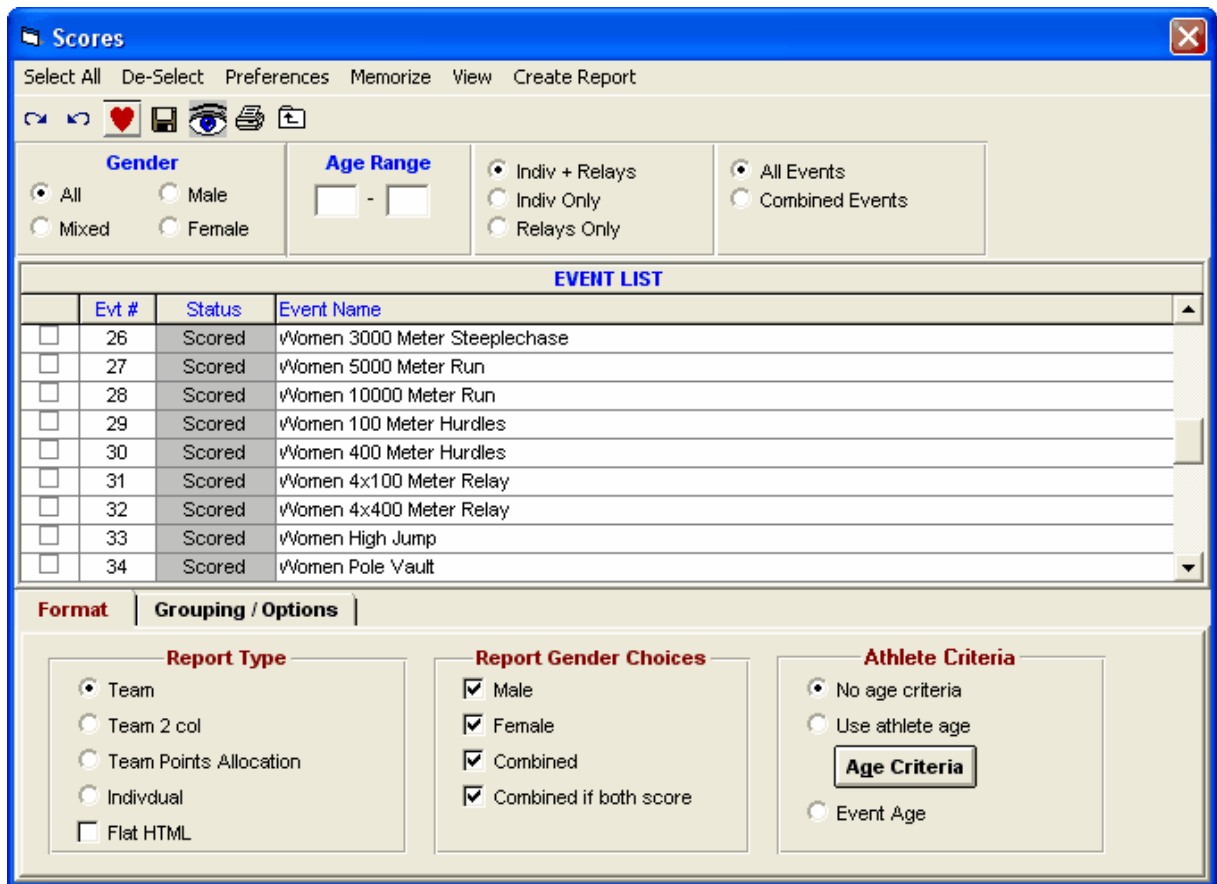 Scores
Select All De-Select Preferences Memorize View Create Report
Gender
All Male
Mixed Female
Age Range
-
Indiv + Relays
Indiv Only
Relays Only
All Events
Combined Events
EVENT LIST
Evt # Status Event Name
26 Scored Women 3000 Meter Steeplechase
27 Scored Women 5000 Meter Run
28 Scored Women 10000 Meter Run
29 Scored Women 100 Meter Hurdles
30 Scored Women 400 Meter Hurdles
31 Scored Women 4x100 Meter Relay
32 Scored Women 4x400 Meter Relay
33 Scored Women High Jump
34 Scored Women Pole Vault
Format Grouping / Options
Report Type
Team
Team 2 col
Team Points Allocation
Indivdual
Flat HTML
Report Gender Choices
Male
Female
Combined
Combined if both score
Athlete Criteria
No age criteria
Use athlete age
Age Criteria
Event Age